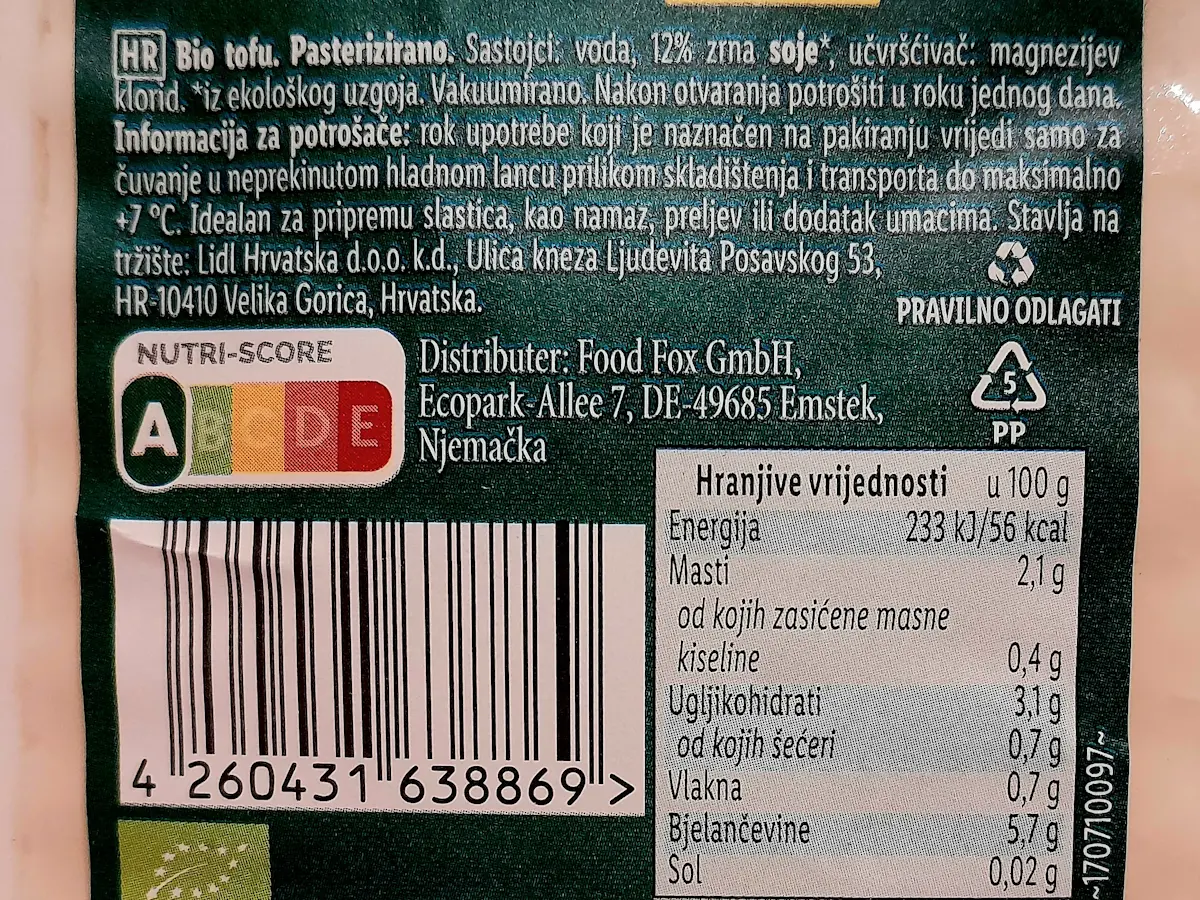 HR Bio tofu. Pasterizirano. Sastojci: voda, 12% zrna soje*, učvršćivač: magnezijev
klorid. *iz ekološkog uzgoja. Vakuumirano. Nakon otvaranja potrošiti u roku jednog dana.
Informacija za potrošače: rok upotrebe koji je naznačen na pakiranju vrijedi samo za
čuvanje u neprekinutom hladnom lancu prilikom skladištenja i transporta do maksimalno
+7 °C. Idealan za pripremu slastica, kao namaz, preljev ili dodatak umacima. Stavlja na
tržište: Lidl Hrvatska d.o.o. k.d., Ulica kneza Ljudevita Posavskog 53,
HR-10410 Velika Gorica, Hrvatska.
PRAVILNO ODLAGATI
NUTRI-SCORE
A B C D E
Distributer: Food Fox GmbH,
Ecopark-Allee 7, DE-49685 Emstek,
Njemačka
5
PP
Hranjive vrijednosti u 100 g
Energija 233 kJ/56 kcal
Masti 2,1 g
od kojih zasićene masne
kiseline 0,4 g
Ugljikohidrati 3,1 g
od kojih šećeri 0,7 g
Vlakna 0,7 g
Bjelančevine 5,7 g
Sol 0,02 g
4 260431 638869 >
~170710097~